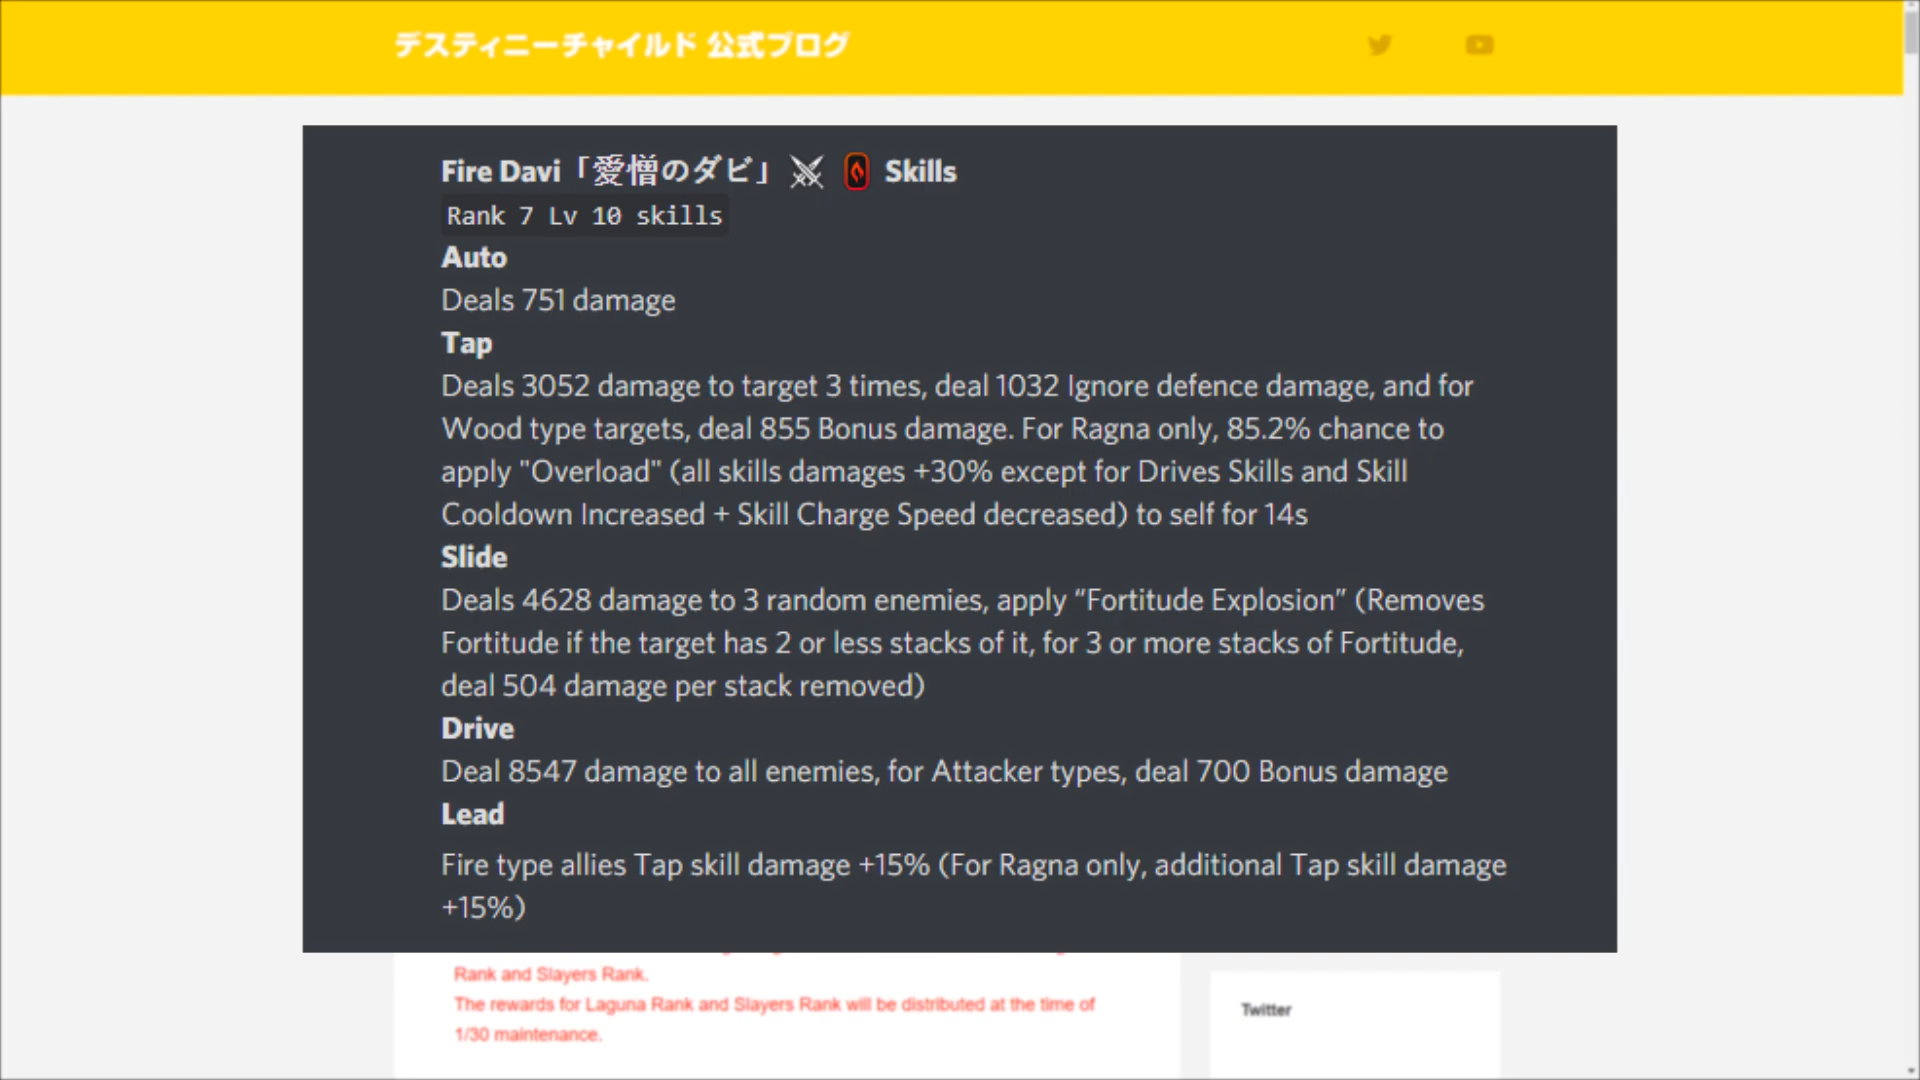 デスティニーチャイルド 公式ブログ
Fire Davi「愛憎のダビ」 Skills
Rank 7 Lv 10 skills
Auto
Deals 751 damage
Tap
Deals 3052 damage to target 3 times, deal 1032 Ignore defence damage, and for
Wood type targets, deal 855 Bonus damage. For Ragna only, 85.2% chance to
apply "Overload" (all skills damages +30% except for Drives Skills and Skill
Cooldown Increased + Skill Charge Speed decreased) to self for 14s
Slide
Deals 4628 damage to 3 random enemies, apply “Fortitude Explosion” (Removes
Fortitude if the target has 2 or less stacks of it, for 3 or more stacks of Fortitude,
deal 504 damage per stack removed)
Drive
Deal 8547 damage to all enemies, for Attacker types, deal 700 Bonus damage
Lead
Fire type allies Tap skill damage +15% (For Ragna only, additional Tap skill damage
+15%)
Rank and Slayers Rank.
The rewards for Laguna Rank and Slayers Rank will be distributed at the time of
1/30 maintenance.
Twitter